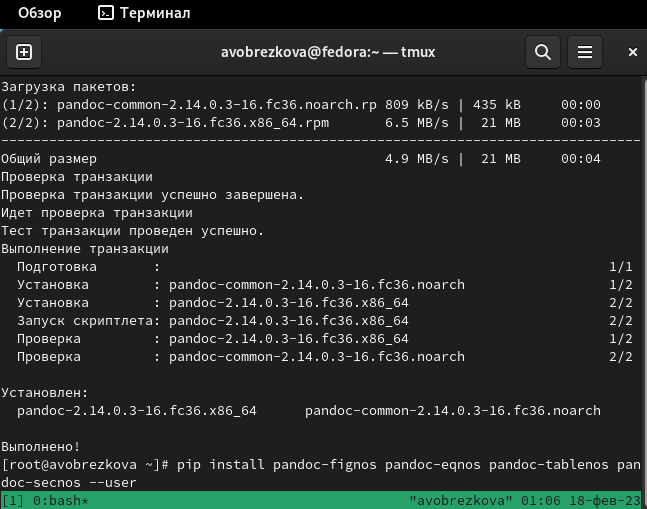 Обзор
Терминал
avobrezkova@fedora:~ — tmux
Загрузка пакетов:
(1/2): pandoc-common-2.14.0.3-16.fc36.noarch.rp 809 kB/s | 435 kB     00:00
(2/2): pandoc-2.14.0.3-16.fc36.x86_64.rpm       6.5 MB/s |  21 MB     00:03
--------------------------------------------------------------------------------
Общий размер                                    4.9 MB/s |  21 MB     00:04
Проверка транзакции
Проверка транзакции успешно завершена.
Идет проверка транзакции
Тест транзакции проведен успешно.
Выполнение транзакции
  Подготовка       :                                                        1/1
  Установка        : pandoc-common-2.14.0.3-16.fc36.noarch                  1/2
  Установка        : pandoc-2.14.0.3-16.fc36.x86_64                         2/2
  Запуск скриптлета: pandoc-2.14.0.3-16.fc36.x86_64                         2/2
  Проверка         : pandoc-2.14.0.3-16.fc36.x86_64                         1/2
  Проверка         : pandoc-common-2.14.0.3-16.fc36.noarch                  2/2
Установлен:
  pandoc-2.14.0.3-16.fc36.x86_64      pandoc-common-2.14.0.3-16.fc36.noarch
Выполнено!
[root@avobrezkova ~]# pip install pandoc-fignos pandoc-eqnos pandoc-tablenos pan
doc-secnos --user
[1] 0:bash*                                        "avobrezkova" 01:06 18-фев-23